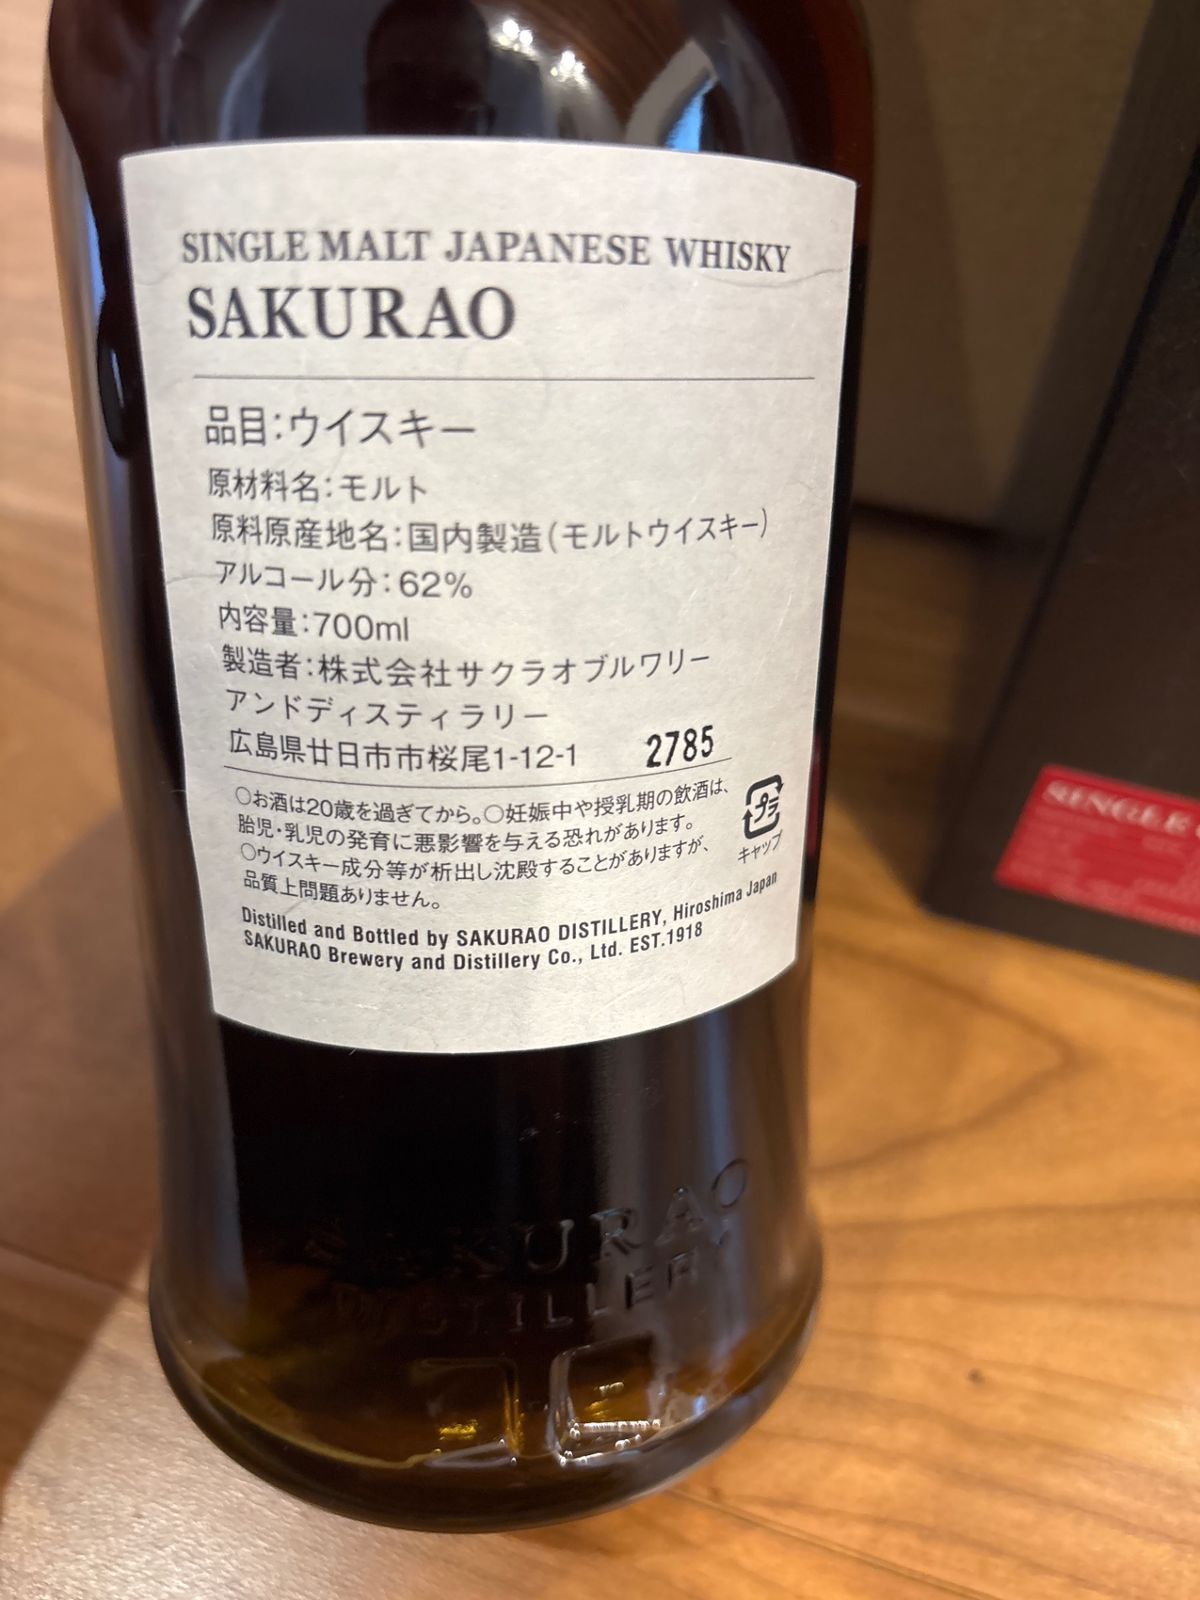 SINGLE MALT JAPANESE WHISKY
SAKURAO
品目:ウイスキー
原材料名:モルト
原料原産地名:国内製造(モルトウイスキー)
アルコール分:62%
内容量:700ml
製造者:株式会社サクラオブルワリー
アンドディスティラリー
広島県廿日市市桜尾1-12-1 2785
○お酒は20歳を過ぎてから。○妊娠中や授乳期の飲酒は、
胎児・乳児の発育に悪影響を与える恐れがあります。
○ウイスキー成分等が析出し沈殿することがありますが、
品質上問題ありません。
プラ
キャップ
Distilled and Bottled by SAKURAO DISTILLERY, Hiroshima Japan
SAKURAO Brewery and Distillery Co., Ltd. EST.1918
SAKURAO
DISTILLERY
SINGLE